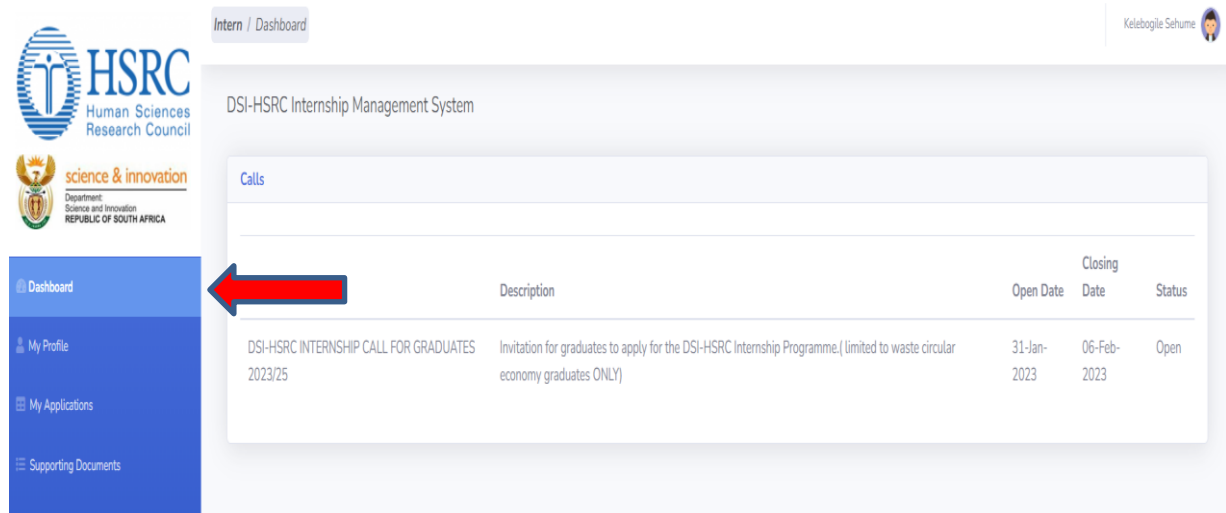 Intern / Dashboard
Kelebogile Sehume
HSRC
Human Sciences
Research Council
science & innovation
Department:
Science and Innovation
REPUBLIC OF SOUTH AFRICA
Dashboard
My Profile
My Applications
Supporting Documents
DSI-HSRC Internship Management System
Calls
Description
Open Date
Closing
Date
Status
DSI-HSRC INTERNSHIP CALL FOR GRADUATES
2023/25
Invitation for graduates to apply for the DSI-HSRC Internship Programme.( limited to waste circular
economy graduates ONLY)
31-Jan-
2023
06-Feb-
2023
Open